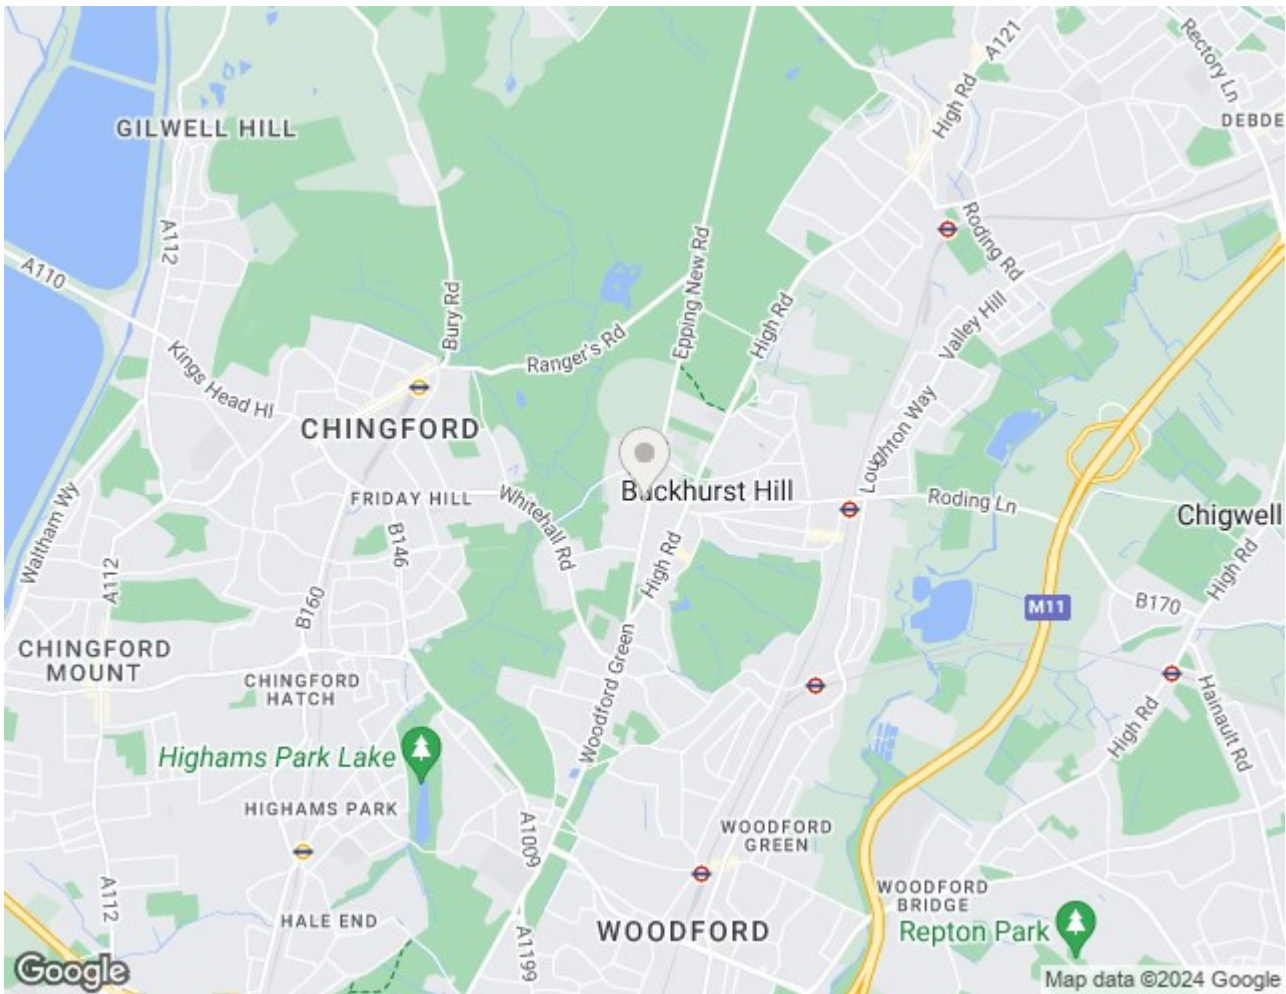 A121
Rectory Ln
High Rd
GILWELL HILL
DEBDE
A112
Roding Rd
A110
Epping New Rd
Bury Rd
High Rd
Valley Hill
Ranger's Rd
Kings Head Hl
CHINGFORD
Loughton Way
FRIDAY HILL
Whitehall Rd
Buckhurst Hill
Roding Ln
Chigwell
Waltham Wy
B146
High Rd
High Rd
A112
B160
M11
B170
CHINGFORD
MOUNT
Woodford Green
CHINGFORD
HATCH
Hainault Rd
High Rd
Highams Park Lake
HIGHAMS PARK
A1009
WOODFORD
GREEN
A112
HALE END
WOODFORD
BRIDGE
WOODFORD
Repton Park
A1199
Google
Map data ©2024 Google